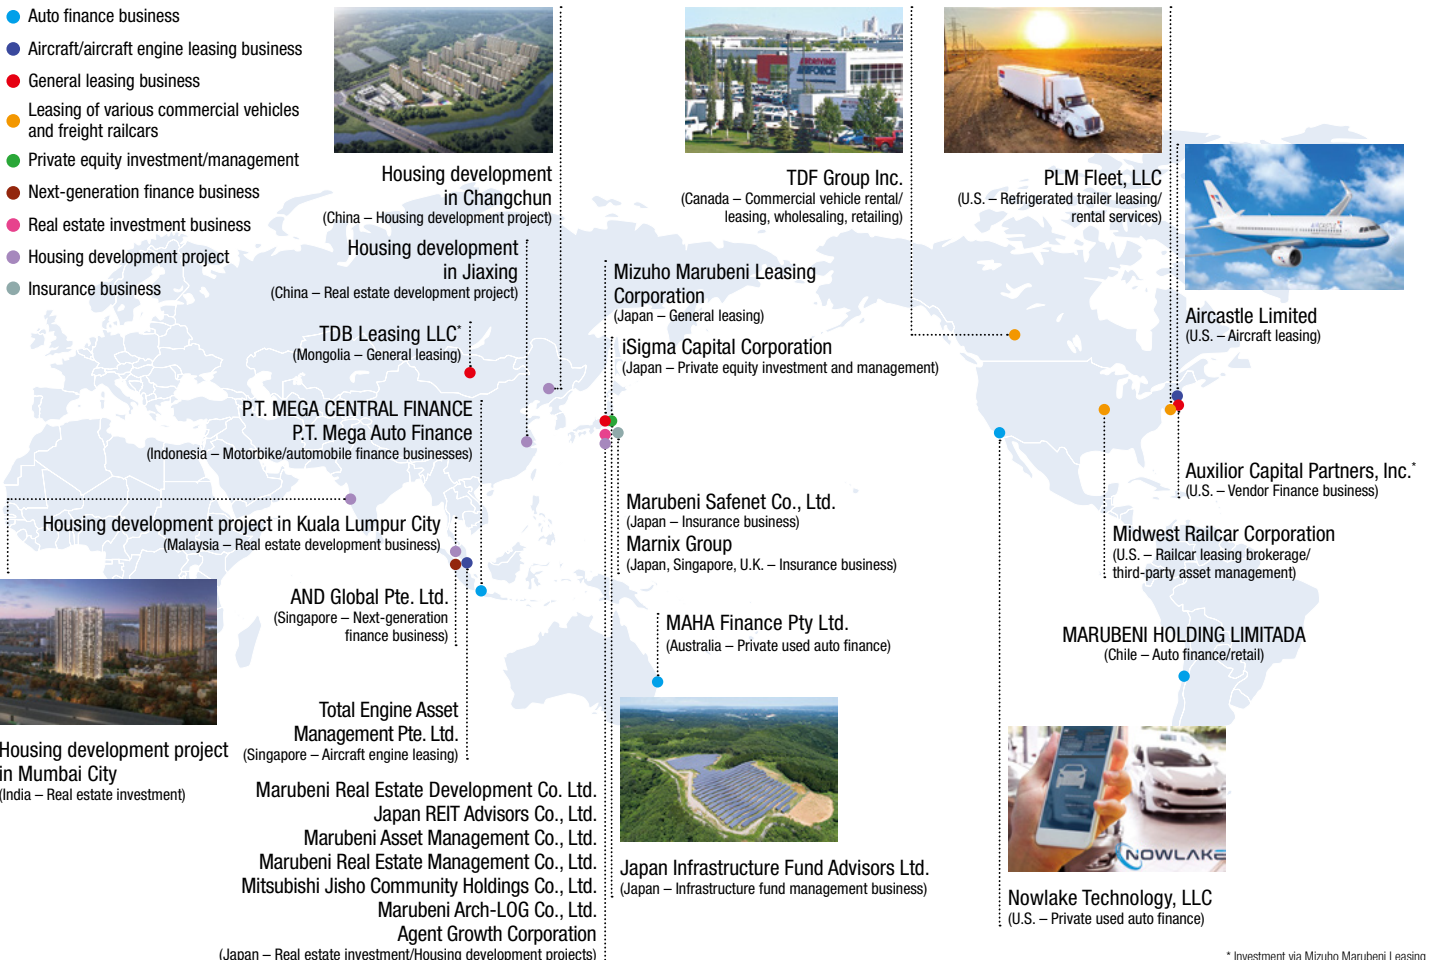 Auto finance business
Aircraft/aircraft engine leasing business
General leasing business
Leasing of various commercial vehicles
and freight railcars
Private equity investment/management
Next-generation finance business
Real estate investment business
Housing development project
Insurance business
Housing development
in Changchun
(China – Housing development project)
Housing development
in Jiaxing
(China – Real estate development project)
TDB Leasing LLC*
(Mongolia – General leasing)
P.T. MEGA CENTRAL FINANCE
P.T. Mega Auto Finance
(Indonesia – Motorbike/automobile finance businesses)
Housing development project in Kuala Lumpur City
(Malaysia – Real estate development business)
AND Global Pte. Ltd.
(Singapore – Next-generation
finance business)
Total Engine Asset
Management Pte. Ltd.
(Singapore – Aircraft engine leasing)
Housing development project
in Mumbai City
(India – Real estate investment)
Marubeni Real Estate Development Co. Ltd.
Japan REIT Advisors Co., Ltd.
Marubeni Asset Management Co., Ltd.
Marubeni Real Estate Management Co., Ltd.
Mitsubishi Jisho Community Holdings Co., Ltd.
Marubeni Arch-LOG Co., Ltd.
Agent Growth Corporation
(Japan – Real estate investment/Housing development projects)
TDF Group Inc.
(Canada – Commercial vehicle rental/
leasing, wholesaling, retailing)
PLM Fleet, LLC
(U.S. – Refrigerated trailer leasing/
rental services)
Mizuho Marubeni Leasing
Corporation
(Japan – General leasing)
iSigma Capital Corporation
(Japan – Private equity investment and management)
Marubeni Safenet Co., Ltd.
(Japan – Insurance business)
Marnix Group
(Japan, Singapore, U.K. – Insurance business)
MAHA Finance Pty Ltd.
(Australia – Private used auto finance)
Japan Infrastructure Fund Advisors Ltd.
(Japan – Infrastructure fund management business)
AIRCASTLE
Aircastle Limited
(U.S. – Aircraft leasing)
Auxilior Capital Partners, Inc.*
(U.S. – Vendor Finance business)
Midwest Railcar Corporation
(U.S. – Railcar leasing brokerage/
third-party asset management)
MARUBENI HOLDING LIMITADA
(Chile – Auto finance/retail)
NOWLAKE
Nowlake Technology, LLC
(U.S. – Private used auto finance)
* Investment via Mizuho Marubeni Leasing